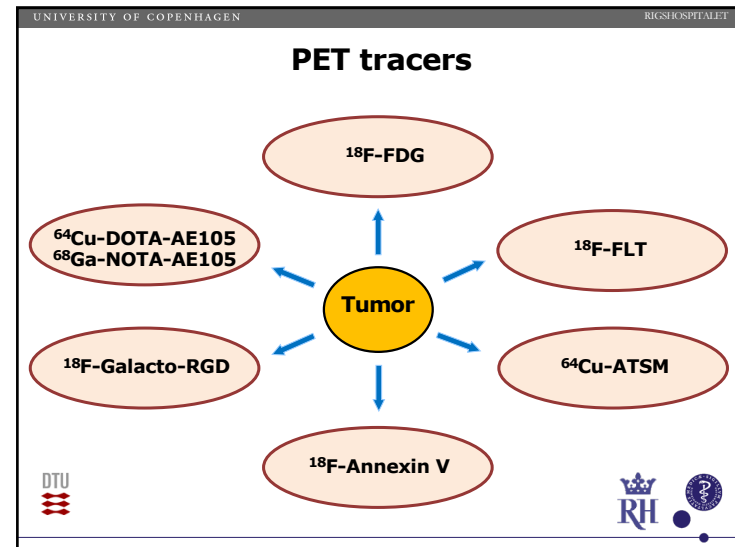 UNIVERSITY OF COPENHAGEN
RIGSHOSPITALET
PET tracers
¹⁸F-FDG
⁶⁴Cu-DOTA-AE105
⁶⁸Ga-NOTA-AE105
¹⁸F-FLT
Tumor
¹⁸F-Galacto-RGD
⁶⁴Cu-ATSM
¹⁸F-Annexin V
DTU
RH